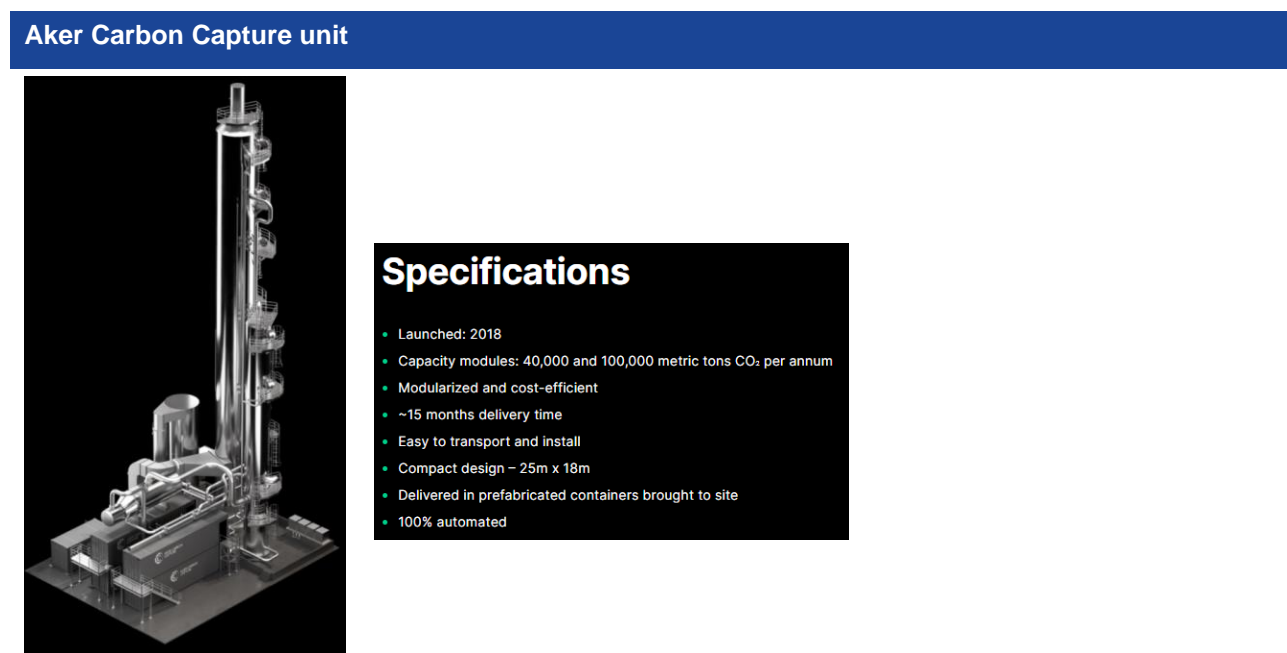 Aker Carbon Capture unit
Specifications
• Launched: 2018
• Capacity modules: 40,000 and 100,000 metric tons CO₂ per annum
• Modularized and cost-efficient
• ~15 months delivery time
• Easy to transport and install
• Compact design – 25m x 18m
• Delivered in prefabricated containers brought to site
• 100% automated